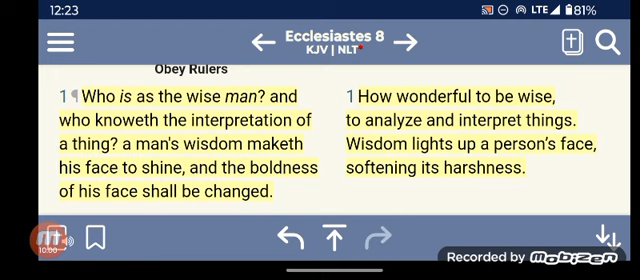 12:23 LTE 81%
Ecclesiastes 8
KJV | NLT
Obey Rulers
1 ¶ Who is as the wise man? and
who knoweth the interpretation of
a thing? a man's wisdom maketh
his face to shine, and the boldness
of his face shall be changed.
1 How wonderful to be wise,
to analyze and interpret things.
Wisdom lights up a person's face,
softening its harshness.
10:00
Recorded by mobizen